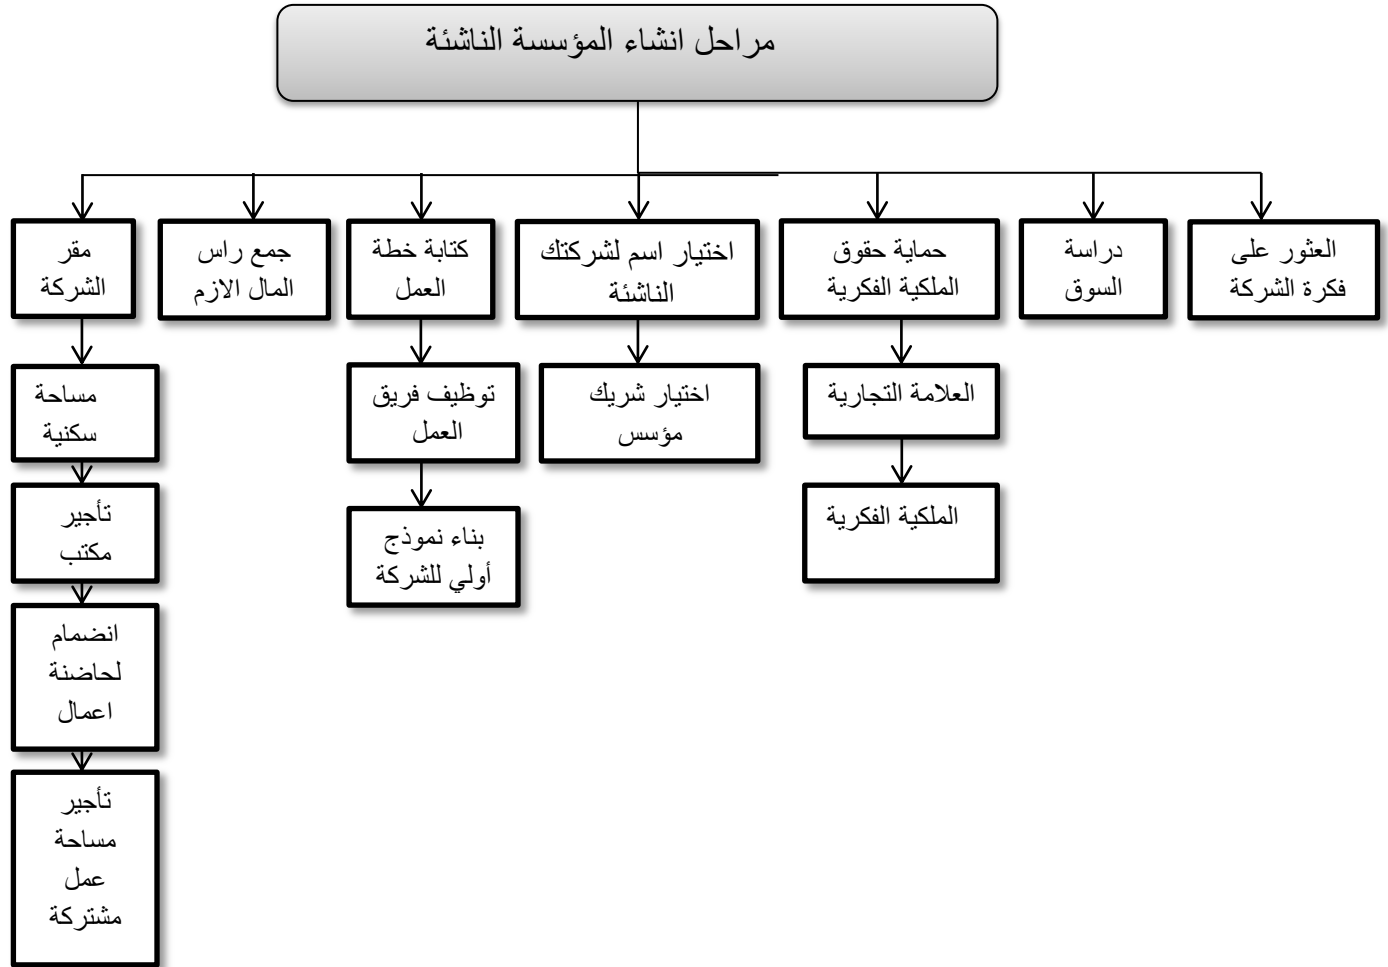 مراحل انشاء المؤسسة الناشئة
العثور على
فكرة الشركة
دراسة
السوق
حماية حقوق
الملكية الفكرية
العلامة التجارية
الملكية الفكرية
اختيار اسم لشركتك
الناشئة
اختيار شريك
مؤسس
كتابة خطة
العمل
توظيف فريق
العمل
بناء نموذج
أولي للشركة
جمع راس
المال الازم
مقر
الشركة
مساحة
سكنية
تأجير
مكتب
انضمام
لحاضنة
اعمال
تأجير
مساحة
عمل
مشتركة